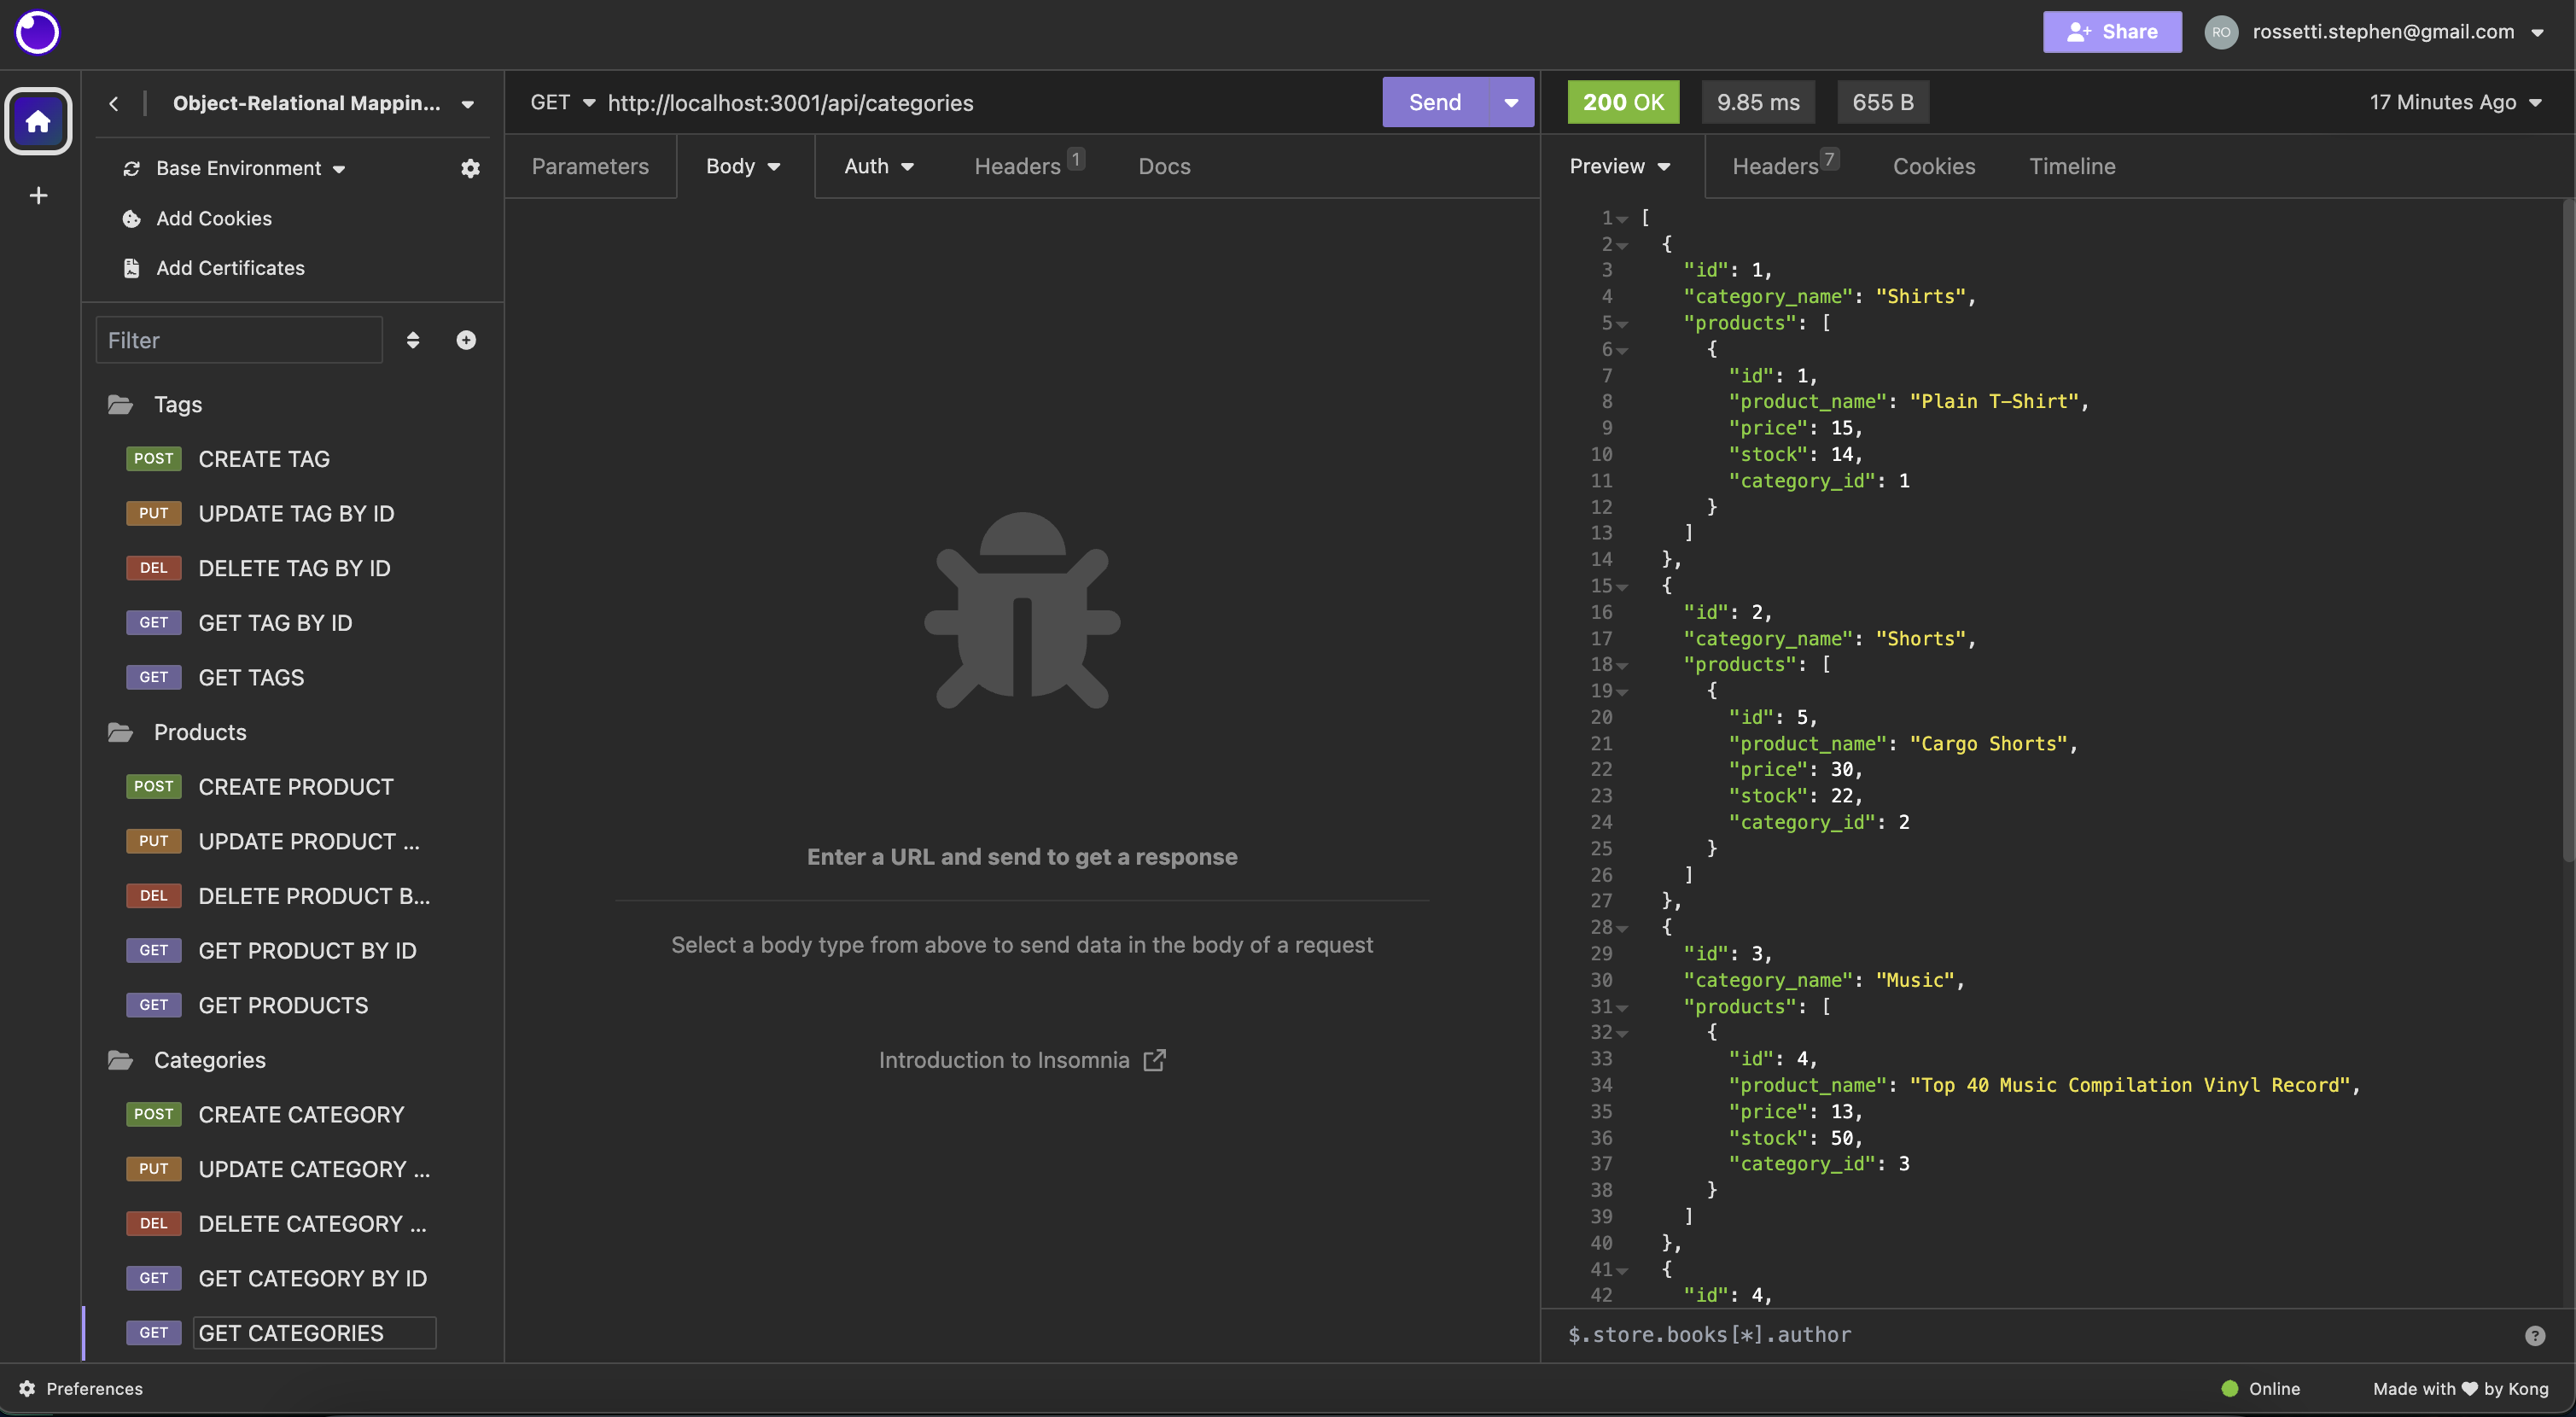 Share
RO
rossetti.stephen@gmail.com
Object-Relational Mappin...
Base Environment
Add Cookies
Add Certificates
Filter
Tags
POST CREATE TAG
PUT UPDATE TAG BY ID
DEL DELETE TAG BY ID
GET GET TAG BY ID
GET GET TAGS
Products
POST CREATE PRODUCT
PUT UPDATE PRODUCT ...
DEL DELETE PRODUCT B...
GET GET PRODUCT BY ID
GET GET PRODUCTS
Categories
POST CREATE CATEGORY
PUT UPDATE CATEGORY ...
DEL DELETE CATEGORY ...
GET GET CATEGORY BY ID
GET GET CATEGORIES
GET http://localhost:3001/api/categories Send
Parameters Body Auth Headers 1 Docs
Enter a URL and send to get a response
Select a body type from above to send data in the body of a request
Introduction to Insomnia
200 OK 9.85 ms 655 B 17 Minutes Ago
Preview Headers 7 Cookies Timeline
1 [
2 {
3 "id": 1,
4 "category_name": "Shirts",
5 "products": [
6 {
7 "id": 1,
8 "product_name": "Plain T-Shirt",
9 "price": 15,
10 "stock": 14,
11 "category_id": 1
12 }
13 ]
14 },
15 {
16 "id": 2,
17 "category_name": "Shorts",
18 "products": [
19 {
20 "id": 5,
21 "product_name": "Cargo Shorts",
22 "price": 30,
23 "stock": 22,
24 "category_id": 2
25 }
26 ]
27 },
28 {
29 "id": 3,
30 "category_name": "Music",
31 "products": [
32 {
33 "id": 4,
34 "product_name": "Top 40 Music Compilation Vinyl Record",
35 "price": 13,
36 "stock": 50,
37 "category_id": 3
38 }
39 ]
40 },
41 {
42 "id": 4,
$.store.books[*].author
Preferences
Online
Made with ♥ by Kong